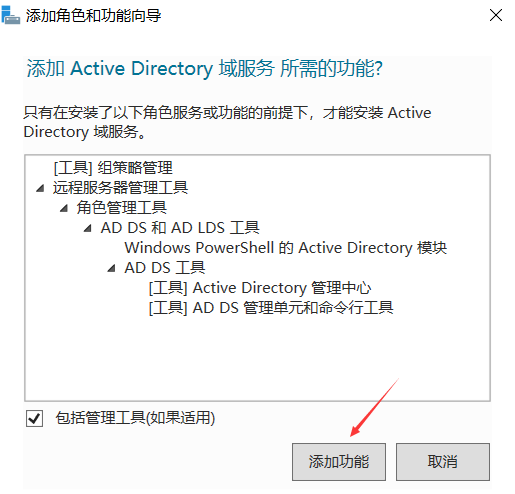 添加角色和功能向导
添加 Active Directory 域服务 所需的功能?
只有在安装了以下角色服务或功能的前提下，才能安装 Active
Directory 域服务。
[工具] 组策略管理
远程服务器管理工具
角色管理工具
AD DS 和 AD LDS 工具
Windows PowerShell 的 Active Directory 模块
AD DS 工具
[工具] Active Directory 管理中心
[工具] AD DS 管理单元和命令行工具
包括管理工具(如果适用)
添加功能
取消